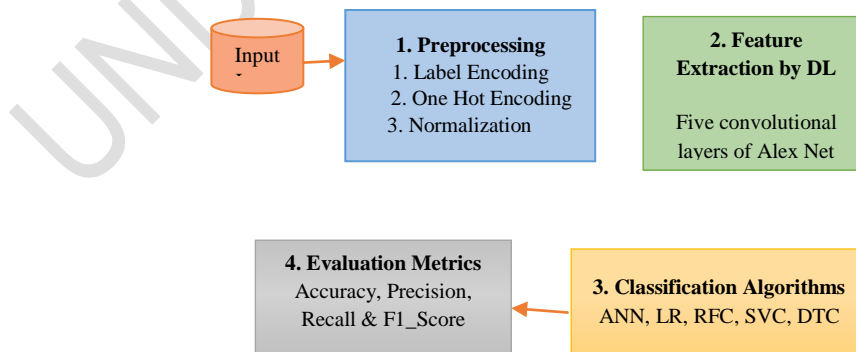 Input
1. Preprocessing
1. Label Encoding
2. One Hot Encoding
3. Normalization
2. Feature
Extraction by DL
Five convolutional
layers of Alex Net
4. Evaluation Metrics
Accuracy, Precision,
Recall & F1_Score
3. Classification Algorithms
ANN, LR, RFC, SVC, DTC